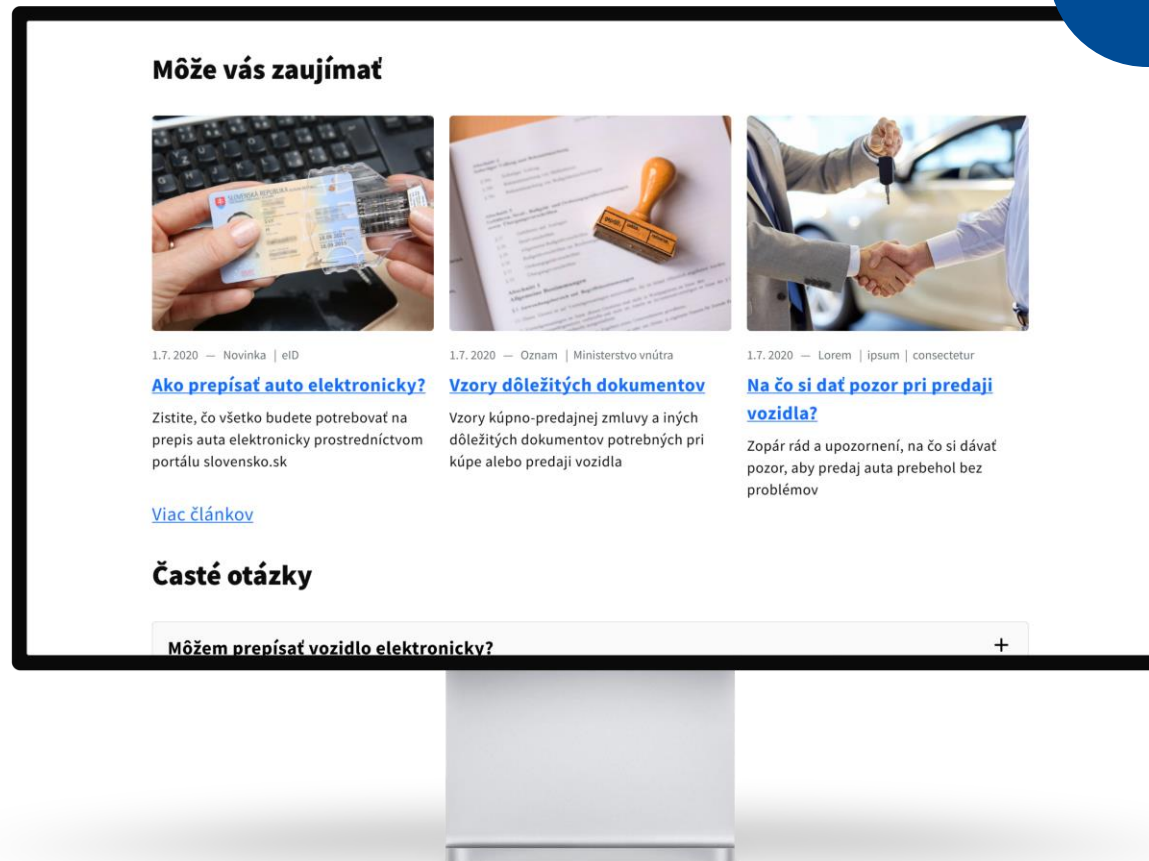 Môže vás zaujímať
SLOVENSKÁ REPUBLIKA
1.7. 2020 — Novinka | eID
Ako prepísať auto elektronicky?
Zistite, čo všetko budete potrebovať na
prepis auta elektronicky prostredníctvom
portálu slovensko.sk
1.7. 2020 — Oznam | Ministerstvo vnútra
Vzory dôležitých dokumentov
Vzory kúpno-predajnej zmluvy a iných
dôležitých dokumentov potrebných pri
kúpe alebo predaji vozidla
1.7. 2020 — Lorem | ipsum | consectetur
Na čo si dať pozor pri predaji
vozidla?
Zopár rád a upozornení, na čo si dávať
pozor, aby predaj auta prebehol bez
problémov
Viac článkov
Časté otázky
Môžem prepísať vozidlo elektronicky?